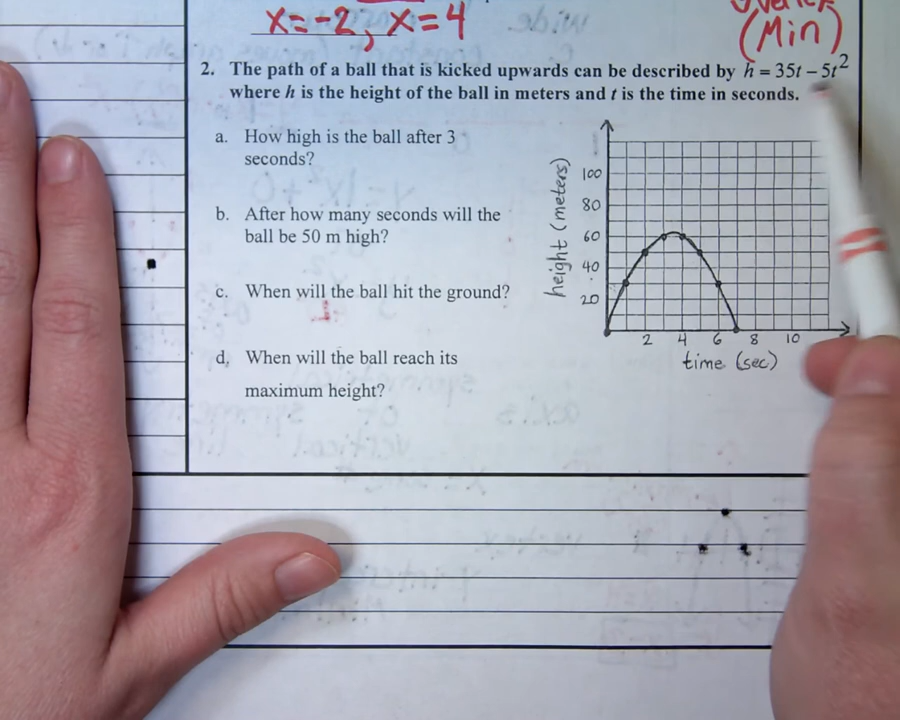 x=-2, x=4
(Min)
2. The path of a ball that is kicked upwards can be described by h = 35t – 5t²
where h is the height of the ball in meters and t is the time in seconds.
a. How high is the ball after 3
seconds?
b. After how many seconds will the
ball be 50 m high?
c. When will the ball hit the ground?
d. When will the ball reach its
maximum height?
height (meters)
100
80
60
40
20
2 4 6 8 10
time (sec)